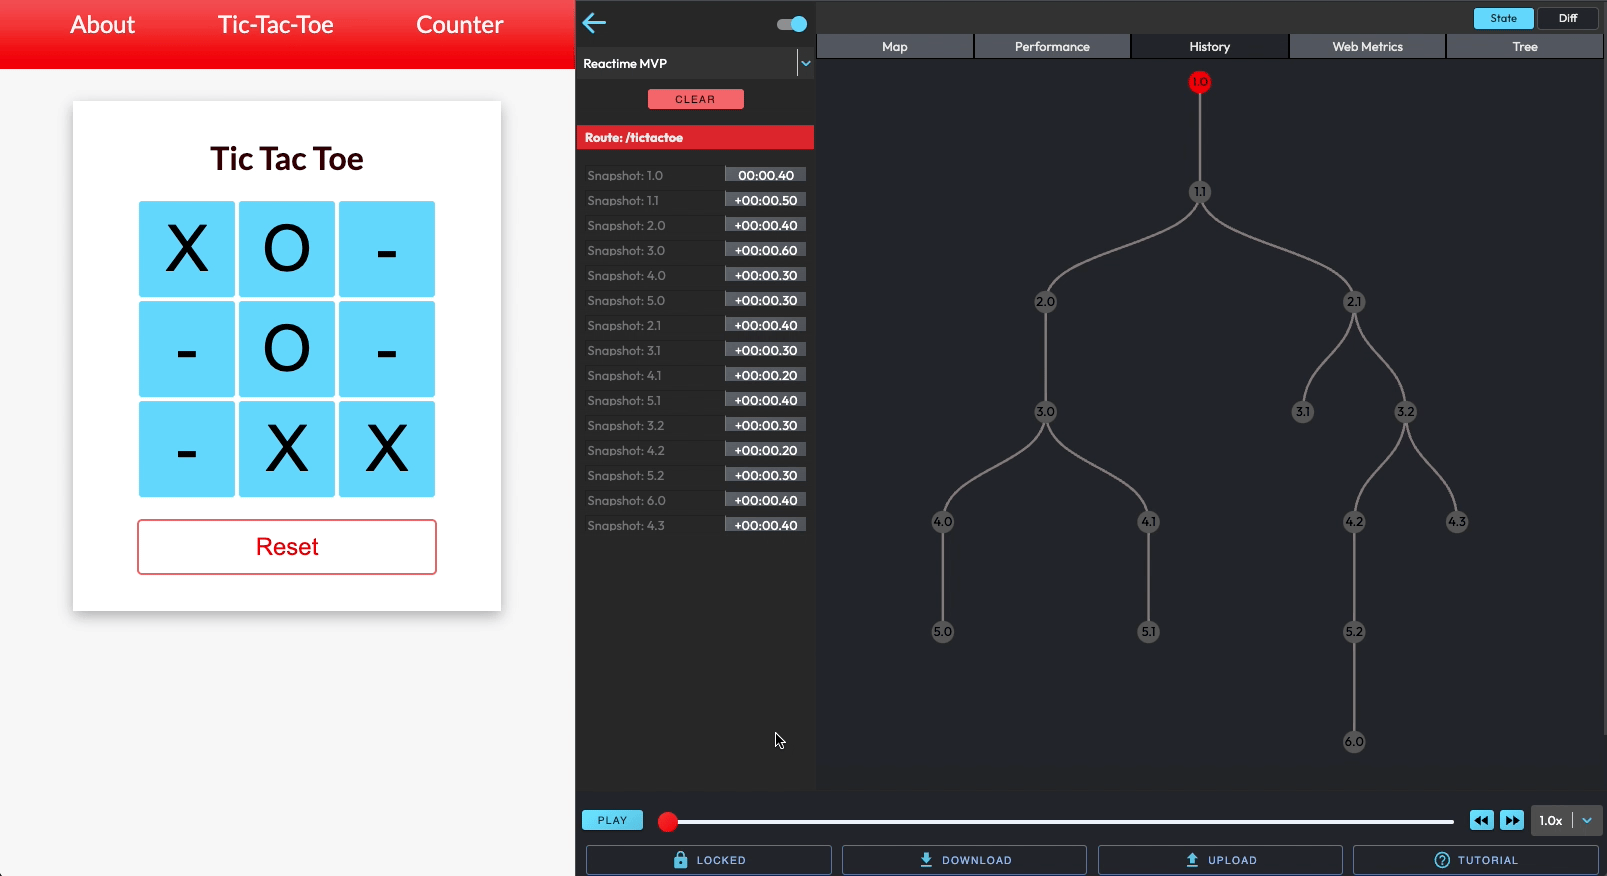 About Tic-Tac-Toe Counter
Tic Tac Toe
X O -
- O -
- X X
Reset
Reactime MVP
CLEAR
Route: /tictactoe
Snapshot: 1.0 00:00.40
Snapshot: 1.1 +00:00.50
Snapshot: 2.0 +00:00.40
Snapshot: 3.0 +00:00.60
Snapshot: 4.0 +00:00.30
Snapshot: 5.0 +00:00.30
Snapshot: 2.1 +00:00.40
Snapshot: 3.1 +00:00.30
Snapshot: 4.1 +00:00.20
Snapshot: 5.1 +00:00.40
Snapshot: 3.2 +00:00.30
Snapshot: 4.2 +00:00.20
Snapshot: 5.2 +00:00.30
Snapshot: 6.0 +00:00.40
Snapshot: 4.3 +00:00.40
State Diff
Map Performance History Web Metrics Tree
1.0
1.1
2.0 2.1
3.0 3.1 3.2
4.0 4.1 4.2 4.3
5.0 5.1 5.2
6.0
PLAY 1.0x
LOCKED DOWNLOAD UPLOAD TUTORIAL